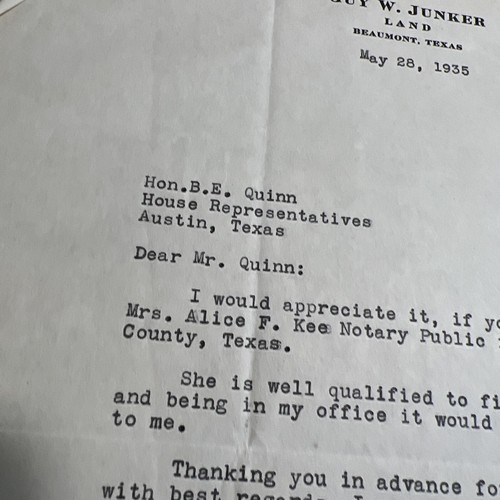 GUY W. JUNKER
LAND
BEAUMONT, TEXAS
May 28, 1935
Hon.B.E. Quinn
House Representatives
Austin, Texas
Dear Mr. Quinn:
I would appreciate it, if
Mrs. Alice F. Kee Notary Public
County, Texas.
She is well qualified to
and being in my office it would
to me.
Thanking you in advance
with best